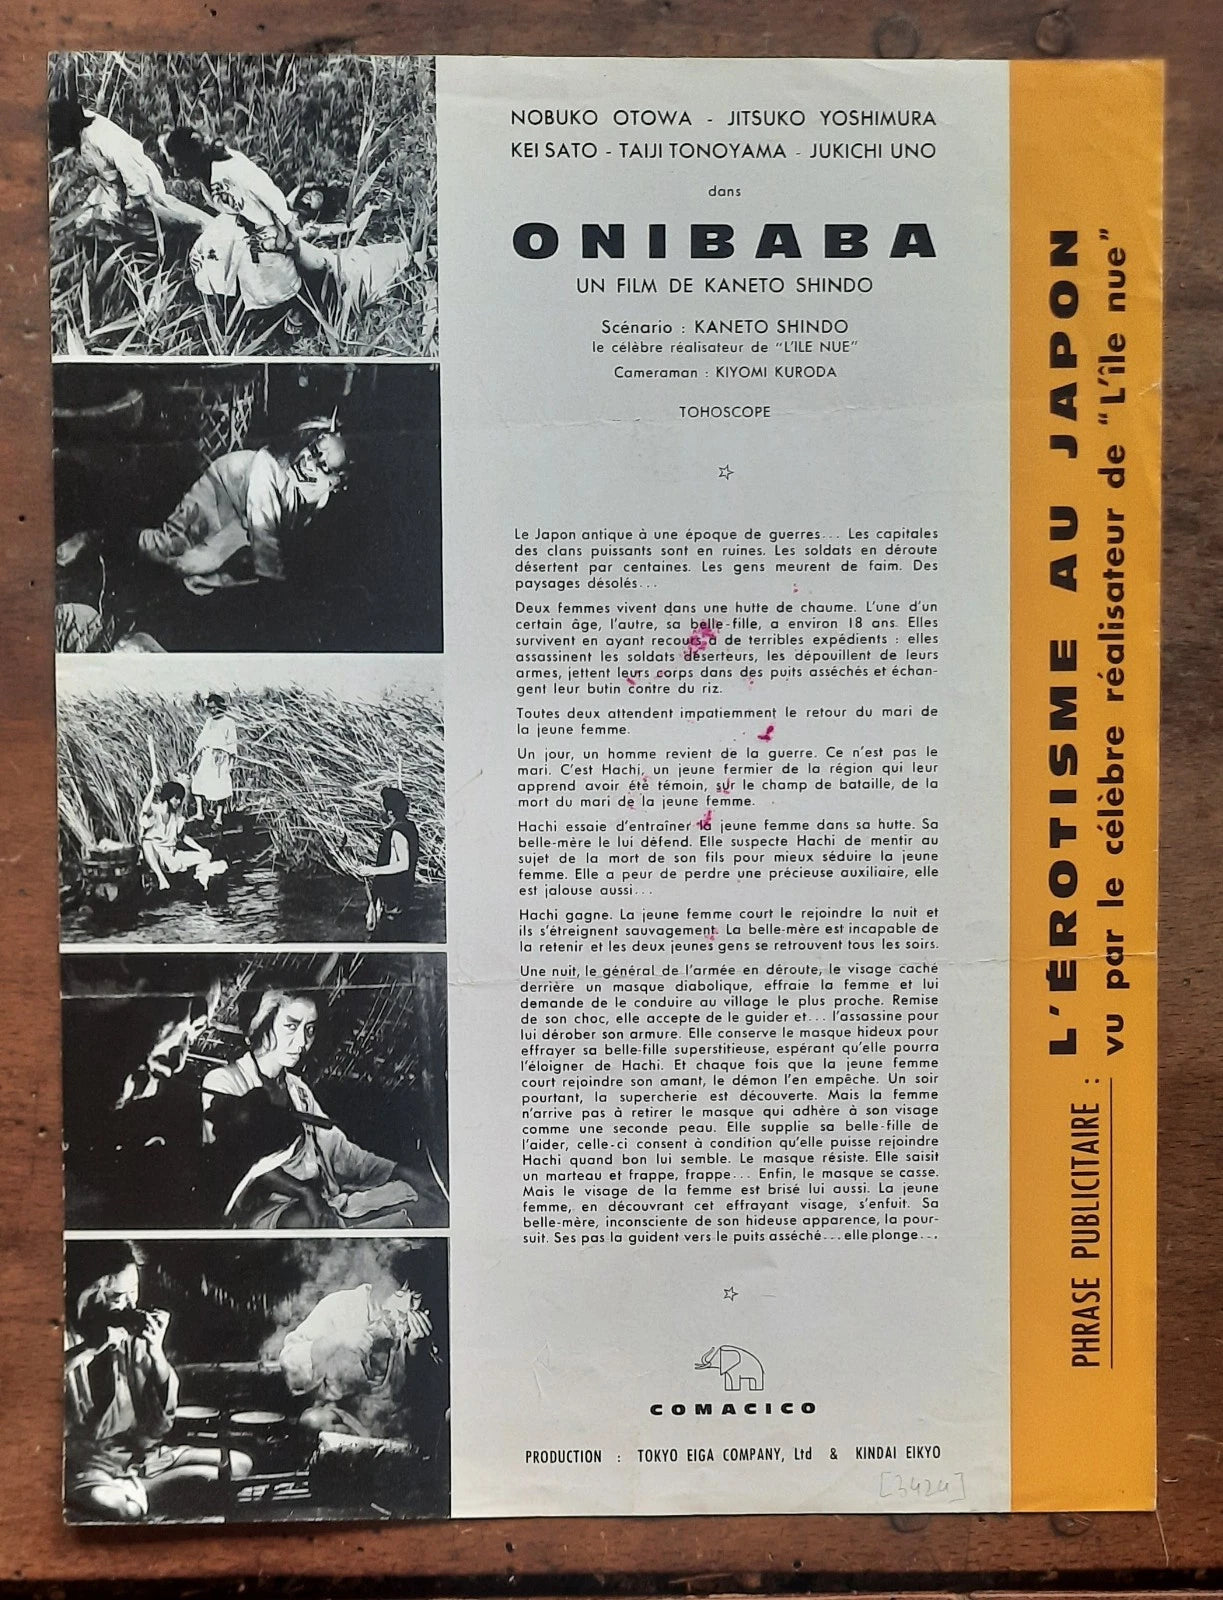 NOBUKO OTOWA - JITSUKO YOSHIMURA
KEI SATO - TAIJI TONOYAMA - JUKICHI UNO
dans
ONIBABA
UN FILM DE KANETO SHINDO
Scénario : KANETO SHINDO
le célèbre réalisateur de "L'ILE NUE"
Cameraman : KIYOMI KURODA
TOHOSCOPE
Le Japon antique à une époque de guerres... Les capitales
des clans puissants sont en ruines. Les soldats en déroute
désertent par centaines. Les gens meurent de faim. Des
paysages désolés...
Deux femmes vivent dans une hutte de chaume. L'une d'un
certain âge, l'autre, sa belle-fille, a environ 18 ans. Elles
survivent en ayant recours à de terribles expédients : elles
assassinent les soldats déserteurs, les dépouillent de leurs
armes, jettent leurs corps dans des puits asséchés et échan-
gent leur butin contre du riz.
Toutes deux attendent impatiemment le retour du mari de
la jeune femme.
Un jour, un homme revient de la guerre. Ce n'est pas le
mari. C'est Hachi, un jeune fermier de la région qui leur
apprend avoir été témoin, sur le champ de bataille, de la
mort du mari de la jeune femme.
Hachi essaie d'entraîner la jeune femme dans sa hutte. Sa
belle-mère le lui défend. Elle suspecte Hachi de mentir au
sujet de la mort de son fils pour mieux séduire la jeune
femme. Elle a peur de perdre une précieuse auxiliaire, elle
est jalouse aussi...
Hachi gagne. La jeune femme court le rejoindre la nuit et
ils s'étreignent sauvagement. La belle-mère est incapable de
la retenir et les deux jeunes gens se retrouvent tous les soirs.
Une nuit, le général de l'armée en déroute, le visage caché
derrière un masque diabolique, effraie la femme et lui
demande de le conduire au village le plus proche. Remise
de son choc, elle accepte de le guider et... l'assassine pour
lui dérober son armure. Elle conserve le masque hideux pour
effrayer sa belle-fille superstitieuse, espérant qu'elle pourra
l'éloigner de Hachi. Et chaque fois que la jeune femme
court rejoindre son amant, le démon l'en empêche. Un soir
pourtant, la supercherie est découverte. Mais la femme
n'arrive pas à retirer le masque qui adhère à son visage
comme une seconde peau. Elle supplie sa belle-fille de
l'aider, celle-ci consent à condition qu'elle puisse rejoindre
Hachi quand bon lui semble. Le masque résiste. Elle saisit
un marteau et frappe, frappe... Enfin, le masque se casse.
Mais le visage de la femme est brisé lui aussi. La jeune
femme, en découvrant cet effrayant visage, s'enfuit. Sa
belle-mère, inconsciente de son hideuse apparence, la pour-
suit. Ses pas la guident vers le puits asséché... elle plonge...
COMACICO
PRODUCTION : TOKYO EIGA COMPANY, Ltd & KINDAI EIKYO
[3424]
PHRASE PUBLICITAIRE :
L'ÉROTISME AU JAPON
vu par le célèbre réalisateur de "L'île nue"